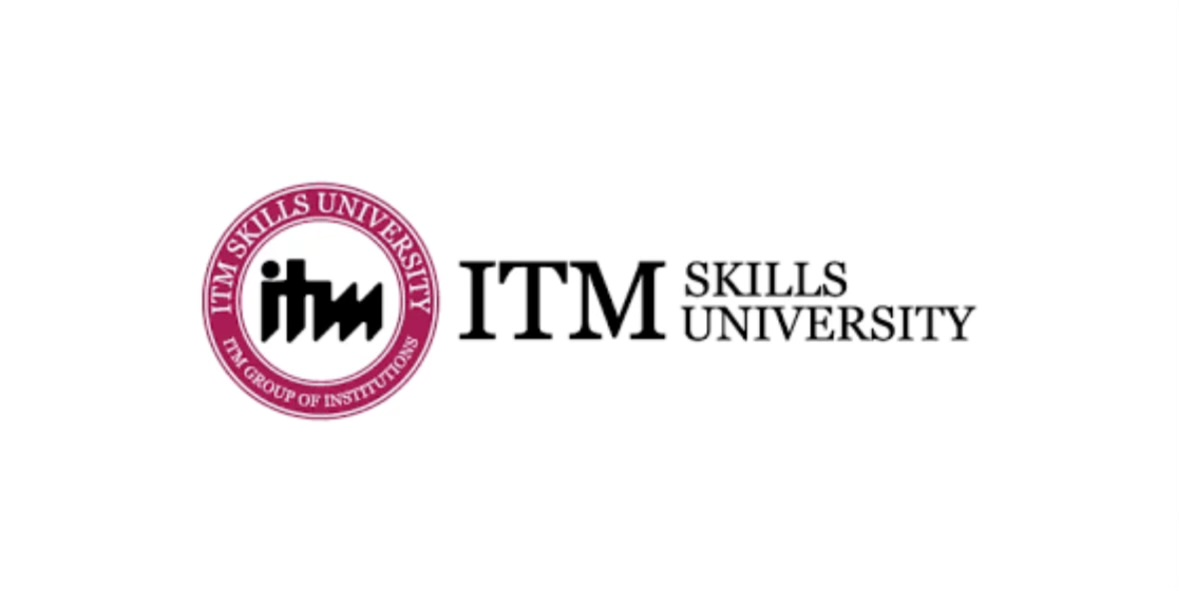 ITM SKILLS UNIVERSITY
itm
ITM GROUP OF INSTITUTIONS
ITM
SKILLS
UNIVERSITY